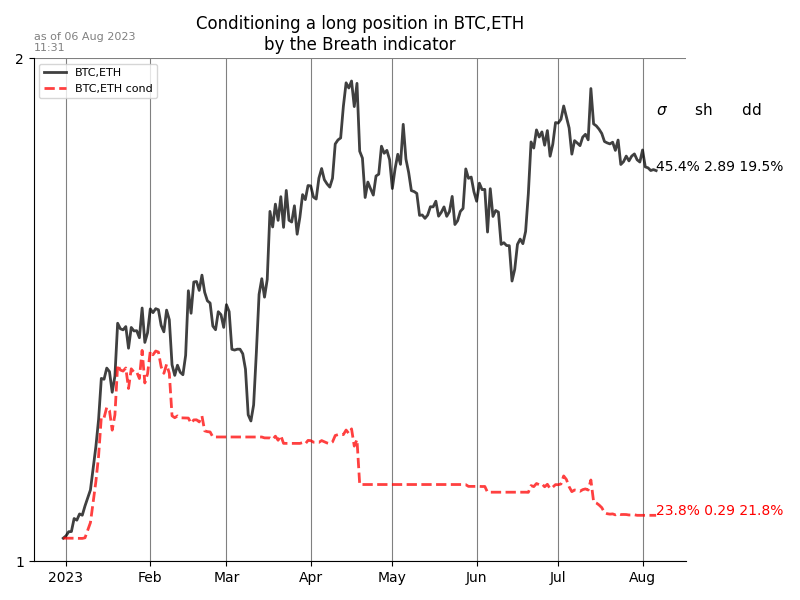 Conditioning a long position in BTC,ETH
by the Breath indicator
as of 06 Aug 2023
11:31
2
BTC,ETH
BTC,ETH cond
σ sh dd
45.4% 2.89 19.5%
23.8% 0.29 21.8%
1
2023 Feb Mar Apr May Jun Jul Aug